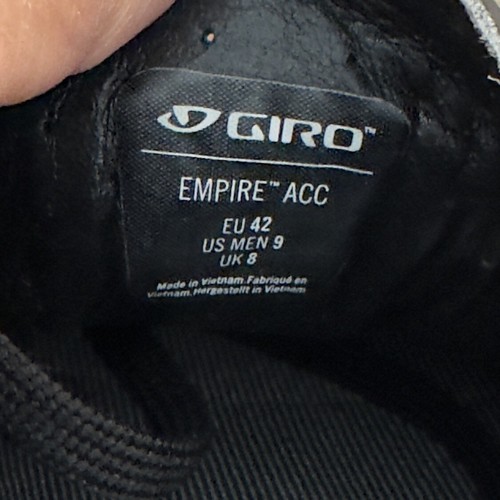 GIRO™
EMPIRE™ ACC
EU 42
US MEN 9
UK 8
Made in Vietnam.Fabriqué en
Vietnam.Hergestellt in Vietnam.